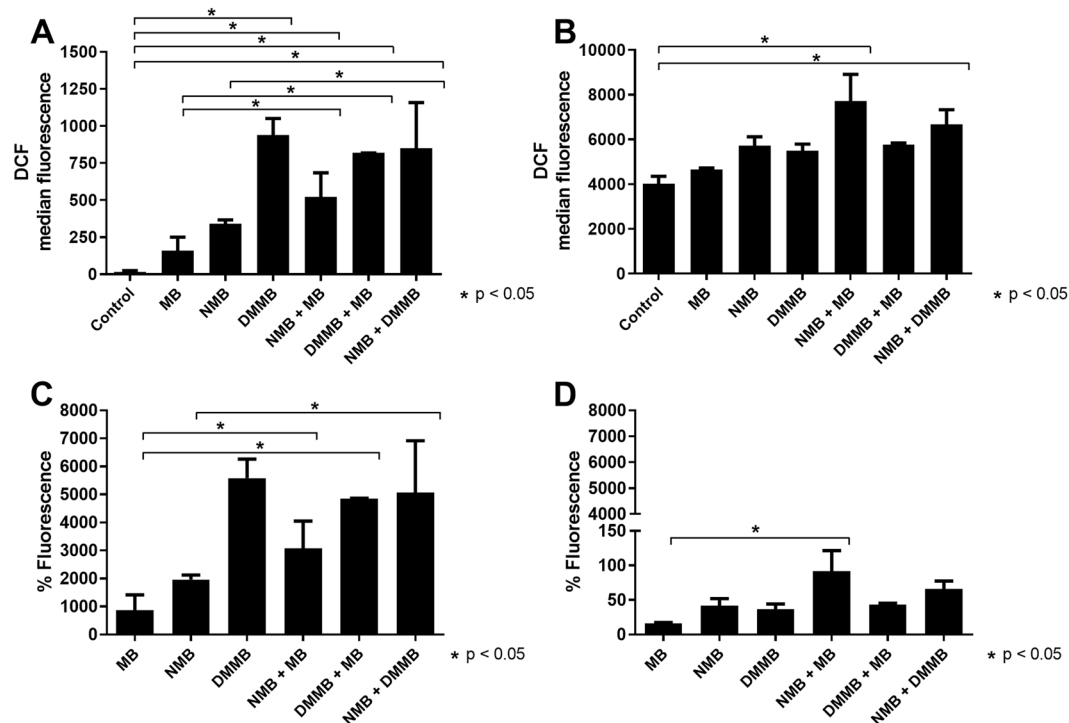 A
DCF
median fluorescence
1500
1250
1000
750
500
250
0
*
*
*
*
*
*
*
Control
MB
NMB
DMMB
NMB + MB
DMMB + MB
NMB + DMMB
* p < 0.05
B
DCF
median fluorescence
10000
8000
6000
4000
2000
0
*
*
Control
MB
NMB
DMMB
NMB + MB
DMMB + MB
NMB + DMMB
* p < 0.05
C
% Fluorescence
8000
7000
6000
5000
4000
3000
2000
1000
0
*
*
*
MB
NMB
DMMB
NMB + MB
DMMB + MB
NMB + DMMB
* p < 0.05
D
% Fluorescence
8000
7000
6000
5000
4000
150
100
50
0
*
MB
NMB
DMMB
NMB + MB
DMMB + MB
NMB + DMMB
* p < 0.05